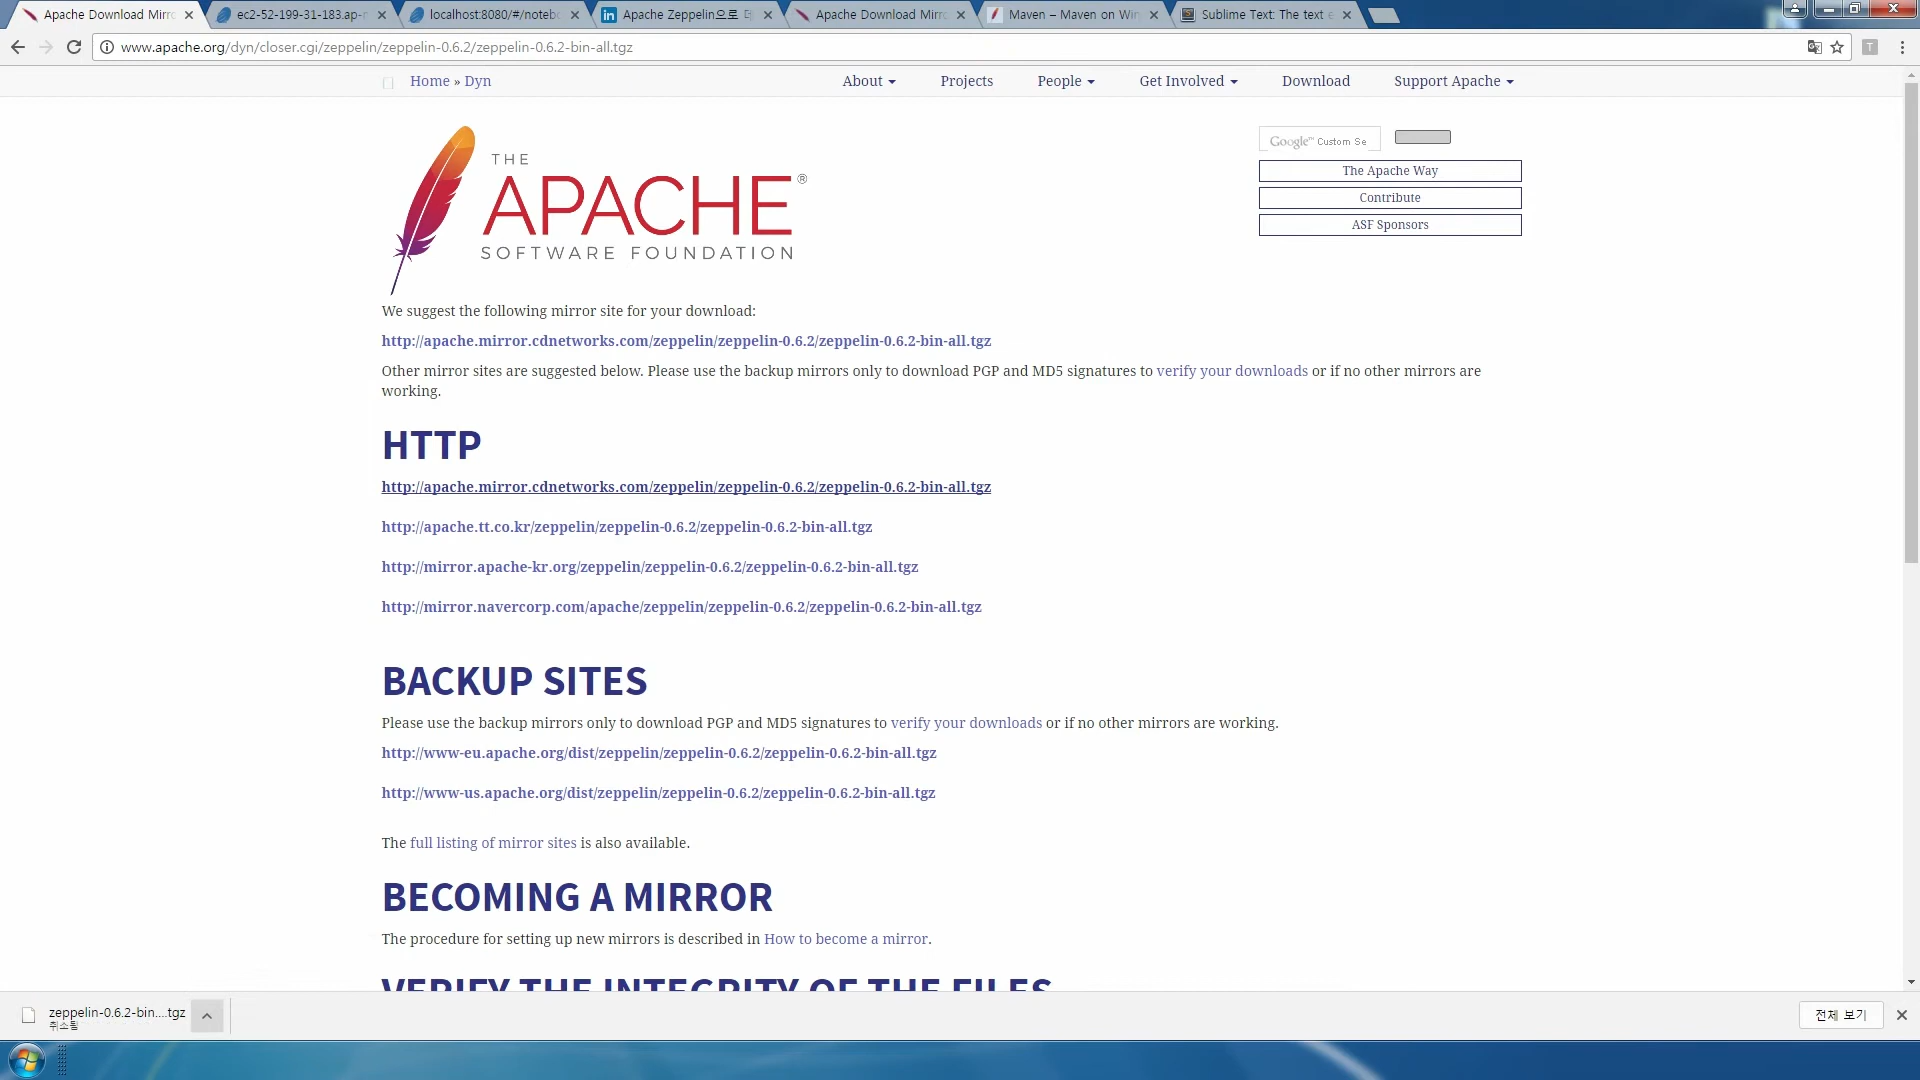 Apache Download Mirro
ec2-52-199-31-183.ap-n
localhost:8080/#/noteb
Apache Zeppelin으로 데
Apache Download Mirro
Maven – Maven on Win
Sublime Text: The text e
www.apache.org/dyn/closer.cgi/zeppelin/zeppelin-0.6.2/zeppelin-0.6.2-bin-all.tgz
T
Home » Dyn
About
Projects
People
Get Involved
Download
Support Apache
THE
APACHE®
SOFTWARE FOUNDATION
Google™ Custom Se
The Apache Way
Contribute
ASF Sponsors
We suggest the following mirror site for your download:
http://apache.mirror.cdnetworks.com/zeppelin/zeppelin-0.6.2/zeppelin-0.6.2-bin-all.tgz
Other mirror sites are suggested below. Please use the backup mirrors only to download PGP and MD5 signatures to verify your downloads or if no other mirrors are
working.
HTTP
http://apache.mirror.cdnetworks.com/zeppelin/zeppelin-0.6.2/zeppelin-0.6.2-bin-all.tgz
http://apache.tt.co.kr/zeppelin/zeppelin-0.6.2/zeppelin-0.6.2-bin-all.tgz
http://mirror.apache-kr.org/zeppelin/zeppelin-0.6.2/zeppelin-0.6.2-bin-all.tgz
http://mirror.navercorp.com/apache/zeppelin/zeppelin-0.6.2/zeppelin-0.6.2-bin-all.tgz
BACKUP SITES
Please use the backup mirrors only to download PGP and MD5 signatures to verify your downloads or if no other mirrors are working.
http://www-eu.apache.org/dist/zeppelin/zeppelin-0.6.2/zeppelin-0.6.2-bin-all.tgz
http://www-us.apache.org/dist/zeppelin/zeppelin-0.6.2/zeppelin-0.6.2-bin-all.tgz
The full listing of mirror sites is also available.
BECOMING A MIRROR
The procedure for setting up new mirrors is described in How to become a mirror.
VERIFY THE INTEGRITY OF THE FILES
zeppelin-0.6.2-bin....tgz
취소됨
전체 보기